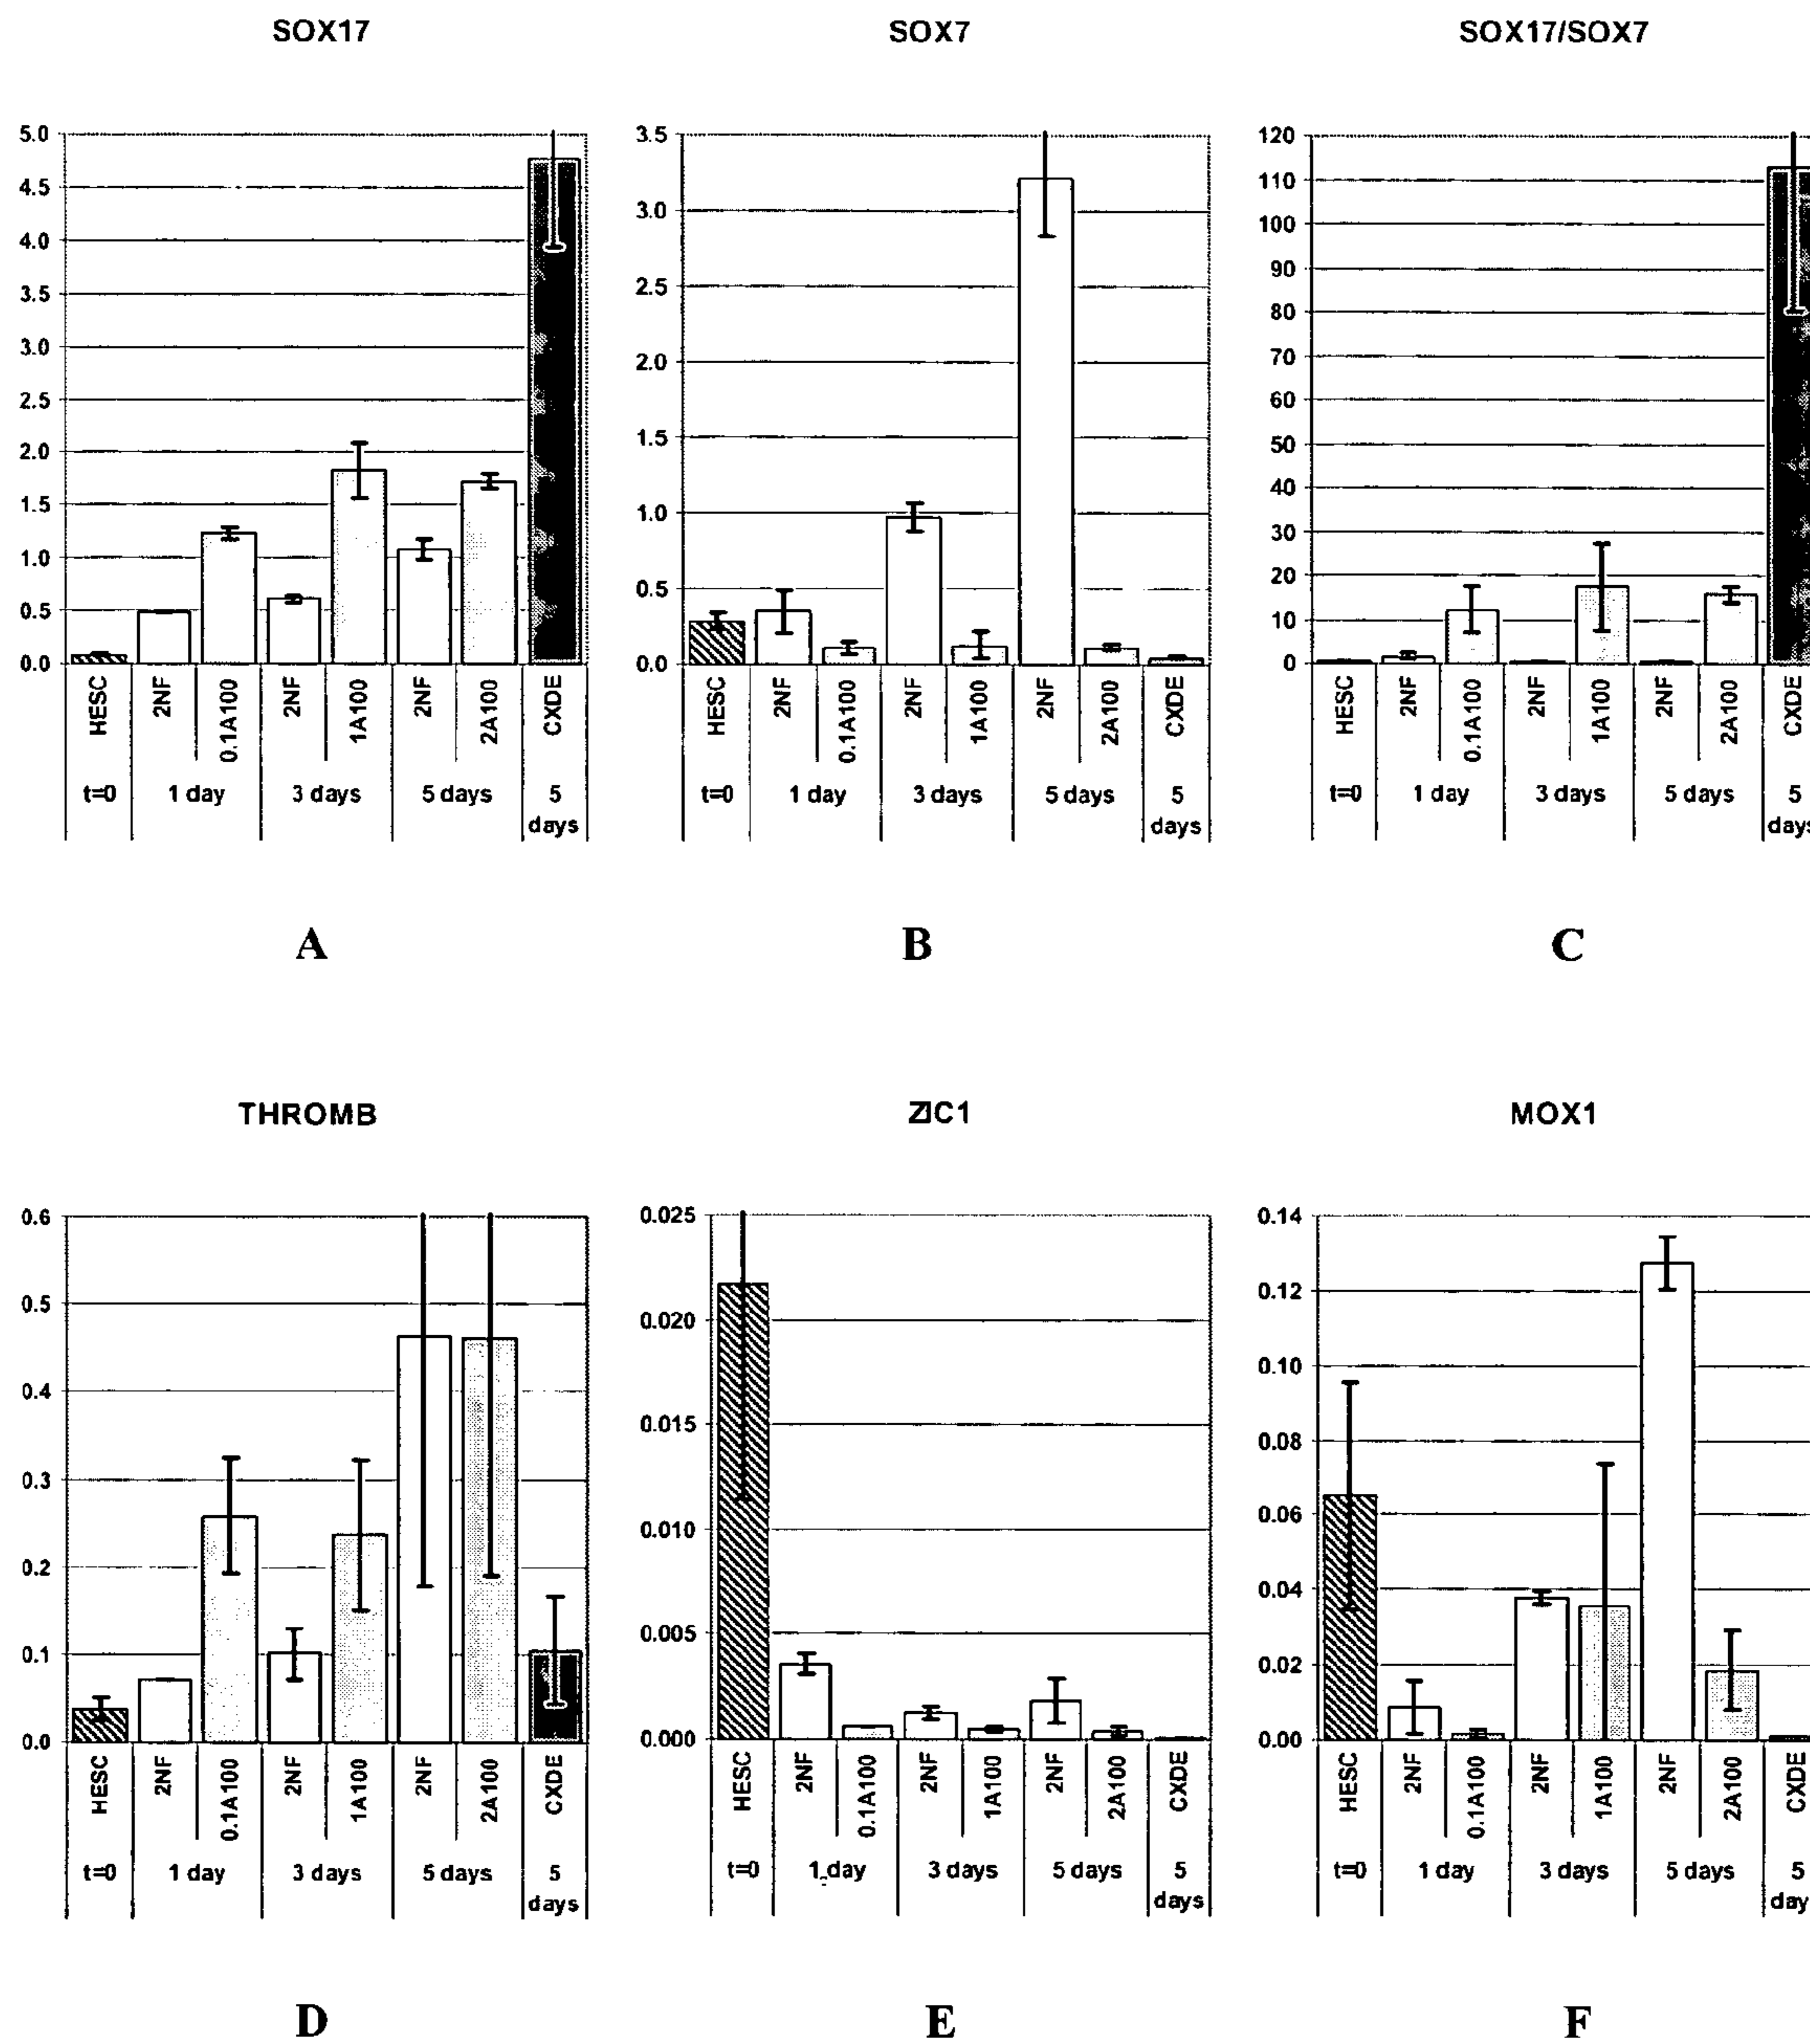 SOX17
5.0
4.5
4.0
3.5
3.0
2.5
2.0
1.5
1.0
0.5
0.0
HESC
2NF
0.1A100
2NF
1A100
2NF
2A100
CXDE
t=0
1 day
3 days
5 days
5
days
A
SOX7
3.5
3.0
2.5
2.0
1.5
1.0
0.5
0.0
HESC
2NF
0.1A100
2NF
1A100
2NF
2A100
CXDE
t=0
1 day
3 days
5 days
5
days
B
SOX17/SOX7
120
110
100
90
80
70
60
50
40
30
20
10
0
HESC
2NF
0.1A100
2NF
1A100
2NF
2A100
CXDE
t=0
1 day
3 days
5 days
5
days
C
THROMB
0.6
0.5
0.4
0.3
0.2
0.1
0.0
HESC
2NF
0.1A100
2NF
1A100
2NF
2A100
CXDE
t=0
1 day
3 days
5 days
5
days
D
ZIC1
0.025
0.020
0.015
0.010
0.005
0.000
HESC
2NF
0.1A100
2NF
1A100
2NF
2A100
CXDE
t=0
1 day
3 days
5 days
5
days
E
MOX1
0.14
0.12
0.10
0.08
0.06
0.04
0.02
0.00
HESC
2NF
0.1A100
2NF
1A100
2NF
2A100
CXDE
t=0
1 day
3 days
5 days
5
day
F